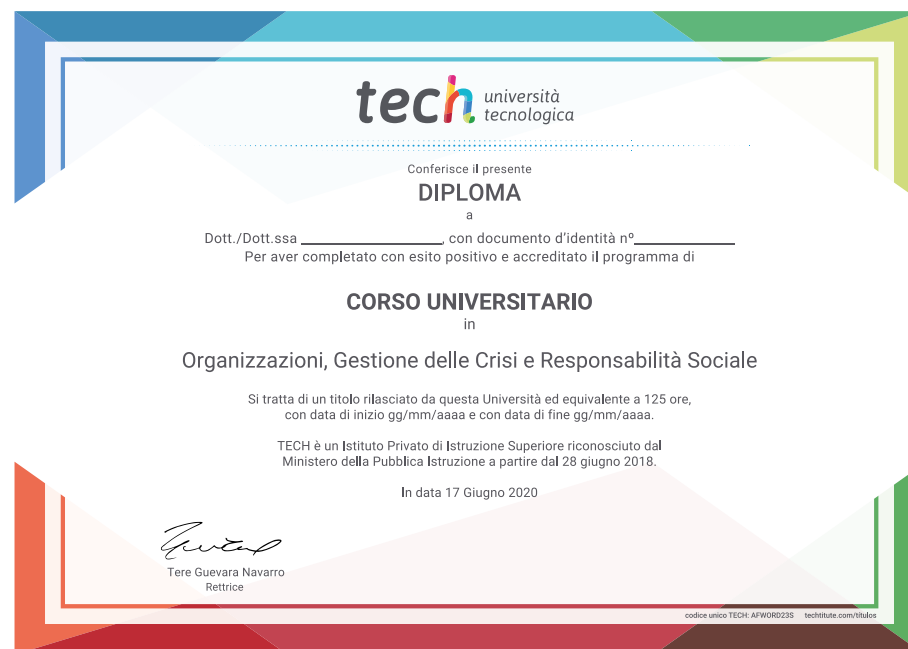 tech università
tecnologica
Conferisce il presente
DIPLOMA
a
Dott./Dott.ssa ____________________, con documento d'identità nº______________
Per aver completato con esito positivo e accreditato il programma di
CORSO UNIVERSITARIO
in
Organizzazioni, Gestione delle Crisi e Responsabilità Sociale
Si tratta di un titolo rilasciato da questa Università ed equivalente a 125 ore,
con data di inizio gg/mm/aaaa e con data di fine gg/mm/aaaa.
TECH è un Istituto Privato di Istruzione Superiore riconosciuto dal
Ministero della Pubblica Istruzione a partire dal 28 giugno 2018.
In data 17 Giugno 2020
Tere Guevara Navarro
Rettrice
codice unico TECH: AFWORD23S techtitute.com/titulos